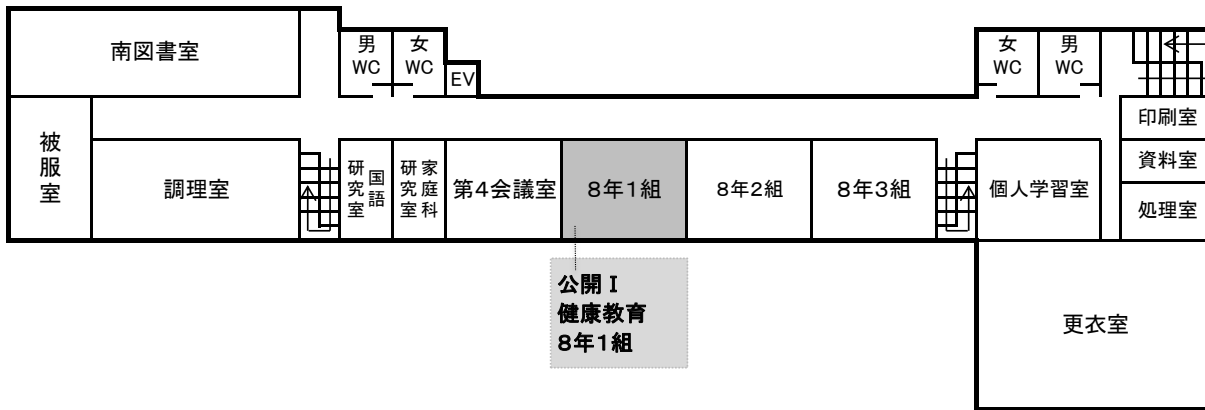 南図書室
男
WC
女
WC
EV
女
WC
男
WC
印刷室
資料室
処理室
被服室
調理室
国語
研究室
家庭科
研究室
第4会議室
8年1組
8年2組
8年3組
個人学習室
公開Ⅰ
健康教育
8年1組
更衣室